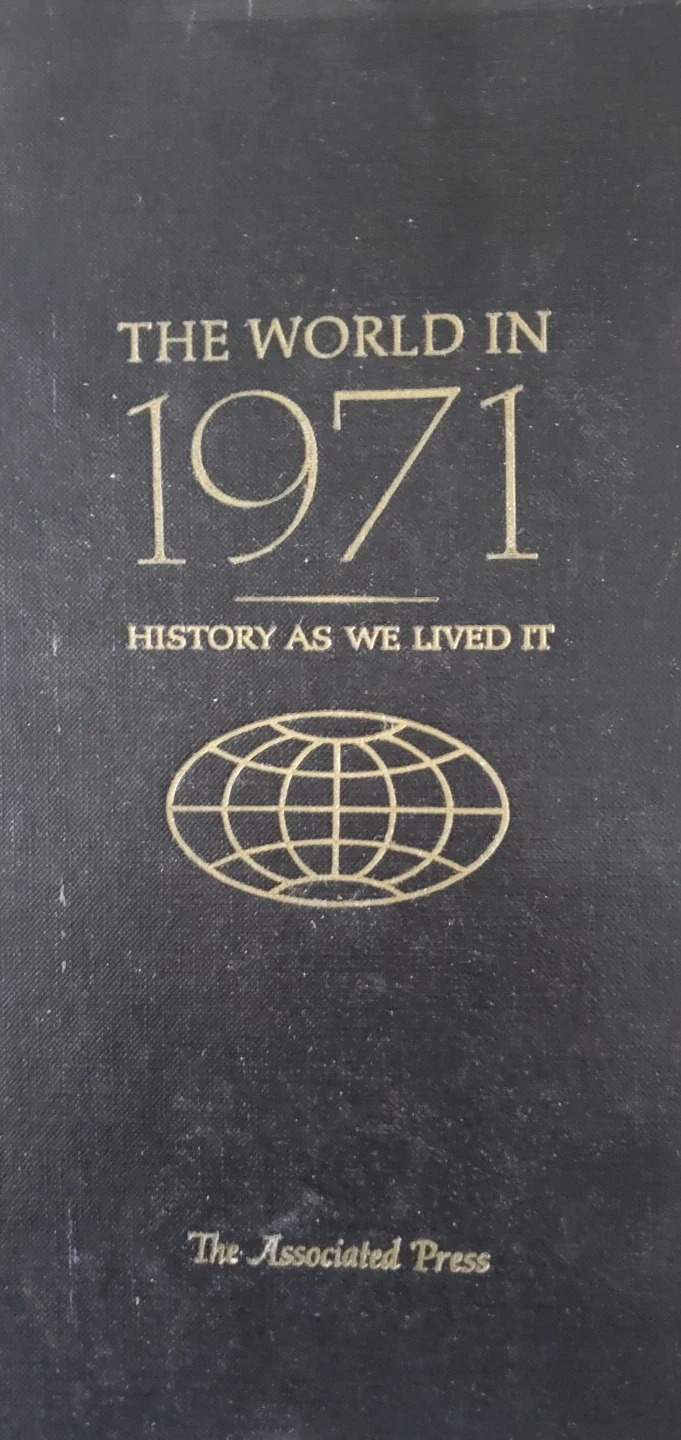 THE WORLD IN
1971
HISTORY AS WE LIVED IT
The Associated Press